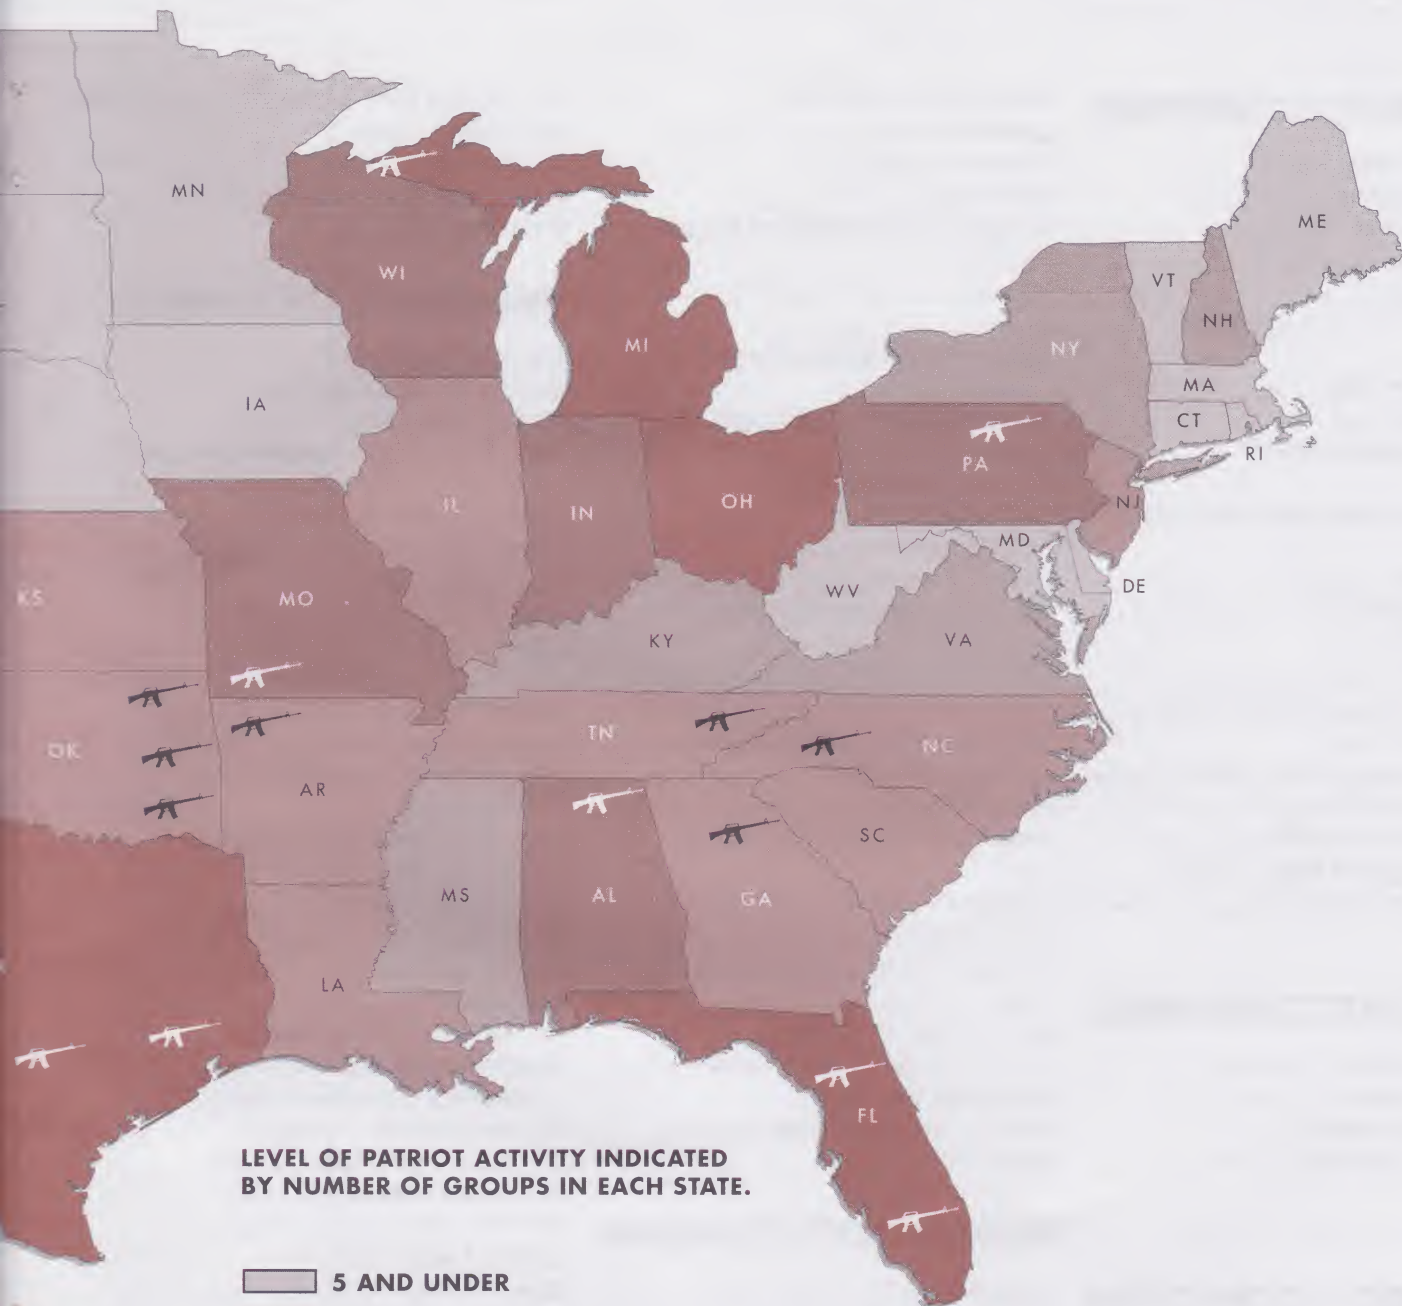 MN
ME
WI
VT
NH
MI
NY
MA
IA
CT
RI
PA
IL
IN
OH
NJ
MD
DE
KS
MO
WV
KY
VA
OK
TN
NC
AR
SC
MS
AL
GA
LA
FL
LEVEL OF PATRIOT ACTIVITY INDICATED
BY NUMBER OF GROUPS IN EACH STATE.
5 AND UNDER